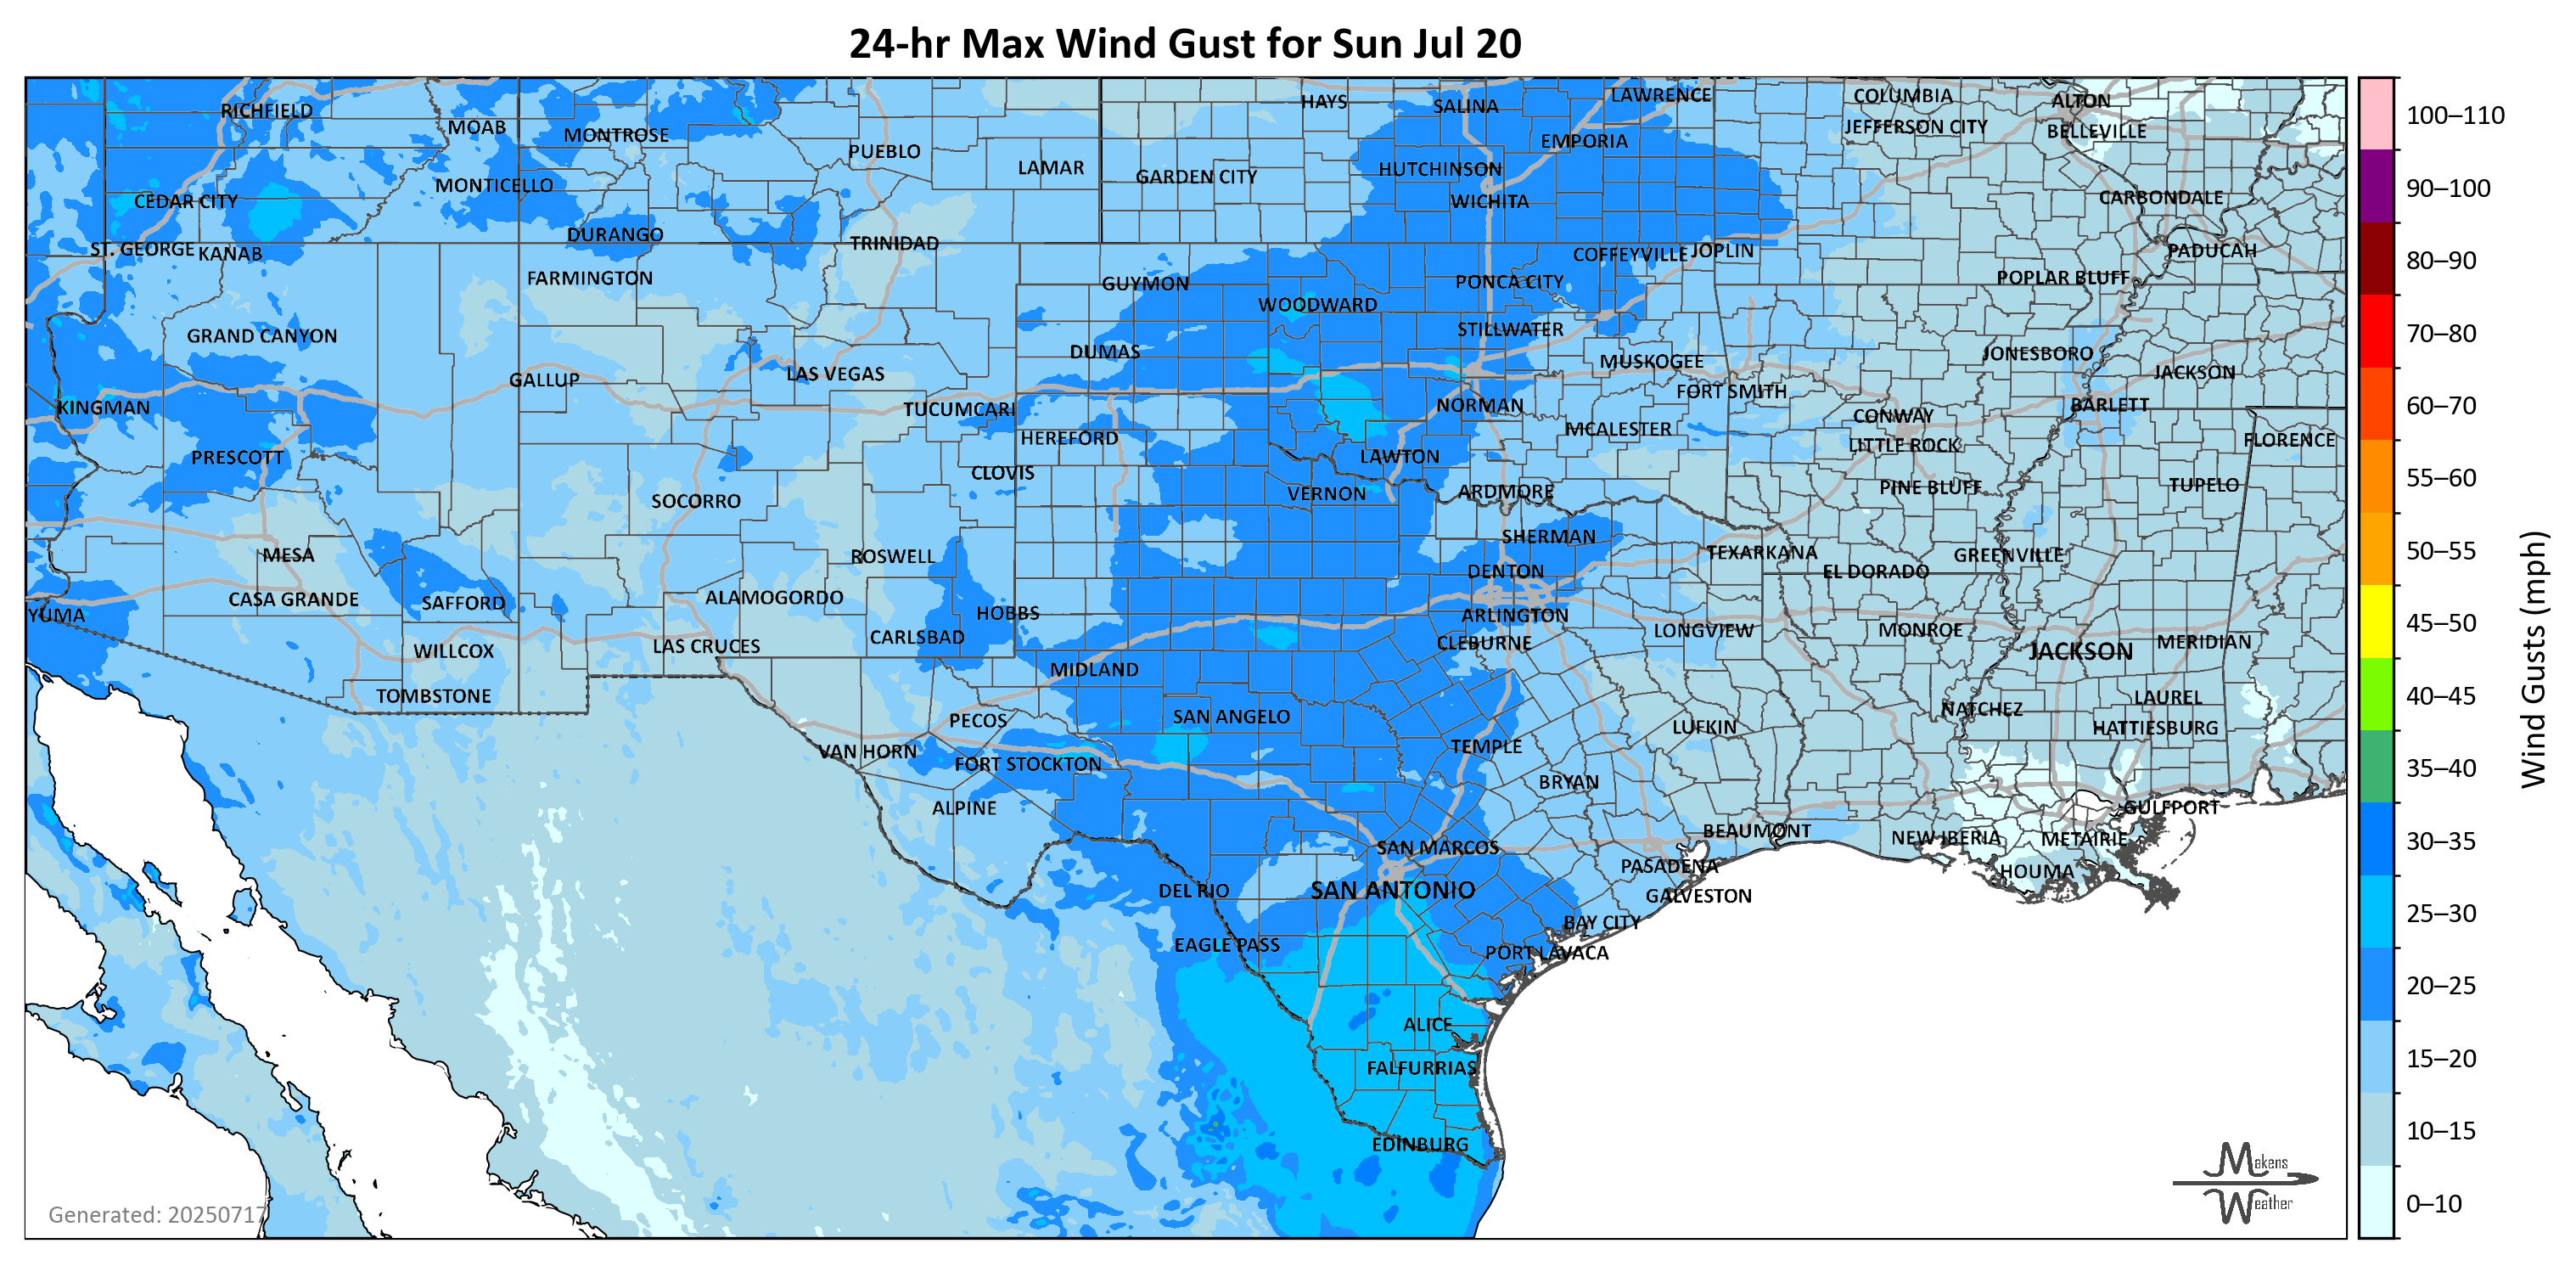 24-hr Max Wind Gust for Sun Jul 20
RICHFIELD
MOAB
MONTROSE
PUEBLO
LAMAR
HAYS
SALINA
LAWRENCE
COLUMBIA
ALTON
EMPORIA
JEFFERSON CITY
BELLEVILLE
GARDEN CITY
HUTCHINSON
MONTICELLO
CEDAR CITY
WICHITA
CARBONDALE
DURANGO
TRINIDAD
ST. GEORGE
KANAB
COFFEYVILLE
JOPLIN
PADUCAH
FARMINGTON
GUYMON
PONCA CITY
POPLAR BLUFF
WOODWARD
GRAND CANYON
STILLWATER
DUMAS
MUSKOGEE
JONESBORO
GALLUP
LAS VEGAS
JACKSON
FORT SMITH
KINGMAN
TUCUMCARI
NORMAN
CONWAY
BARLETT
HEREFORD
MCALESTER
LITTLE ROCK
FLORENCE
PRESCOTT
CLOVIS
LAWTON
SOCORRO
VERNON
ARDMORE
PINE BLUFF
TUPELO
MESA
ROSWELL
SHERMAN
TEXARKANA
GREENVILLE
DENTON
EL DORADO
CASA GRANDE
SAFFORD
ALAMOGORDO
HOBBS
YUMA
ARLINGTON
CARLSBAD
CLEBURNE
LONGVIEW
MONROE
WILLCOX
LAS CRUCES
MIDLAND
JACKSON
MERIDIAN
TOMBSTONE
PECOS
SAN ANGELO
NATCHEZ
LAUREL
LUFKIN
HATTIESBURG
VAN HORN
FORT STOCKTON
TEMPLE
BRYAN
ALPINE
GULFPORT
SAN MARCOS
BEAUMONT
NEW IBERIA
METAIRIE
PASADENA
HOUMA
DEL RIO
SAN ANTONIO
GALVESTON
BAY CITY
EAGLE PASS
PORT LAVACA
ALICE
FALFURRIAS
EDINBURG
Generated: 20250717
Makens
Weather
100–110
90–100
80–90
70–80
60–70
55–60
50–55
45–50
40–45
35–40
30–35
25–30
20–25
15–20
10–15
0–10
Wind Gusts (mph)